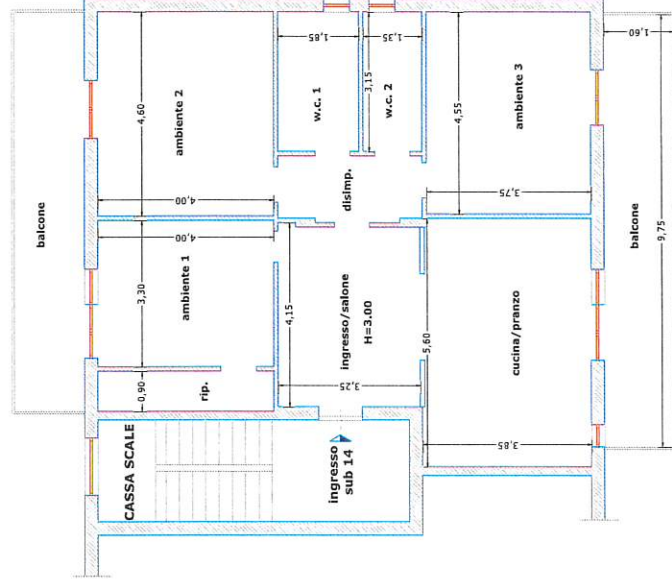 balcone
ambiente 2
4,60
4,00
w.c. 1
1,85
w.c. 2
1,35
3,15
ambiente 3
4,55
3,75
1,60
balcone
9,75
disimp.
ambiente 1
3,30
4,00
rip.
0,90
ingresso/salone
H=3.00
4,15
3,25
cucina/pranzo
5,60
3,85
CASSA SCALE
ingresso
sub 14